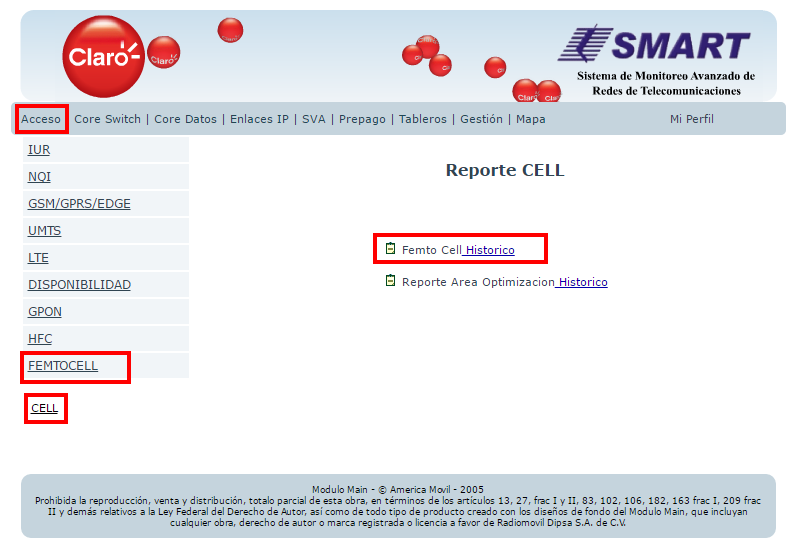 Claro
Claro
Claro
SMART
Sistema de Monitoreo Avanzado de
Redes de Telecomunicaciones
Acceso Core Switch | Core Datos | Enlaces IP | SVA | Prepago | Tableros | Gestión | Mapa Mi Perfil
IUR
NQI
GSM/GPRS/EDGE
UMTS
LTE
DISPONIBILIDAD
GPON
HFC
FEMTOCELL
CELL
Reporte CELL
Femto Cell Historico
Reporte Area Optimizacion Historico
Modulo Main - © America Movil - 2005
Prohibida la reproducción, venta y distribución, totalo parcial de esta obra, en términos de los artículos 13, 27, frac I y II, 83, 102, 106, 182, 163 frac I, 209 frac
II y demás relativos a la Ley Federal del Derecho de Autor, así como de todo tipo de producto creado con los diseños de fondo del Modulo Main, que incluyan
cualquier obra, derecho de autor o marca registrada o licencia a favor de Radiomovil Dipsa S.A. de C.V.